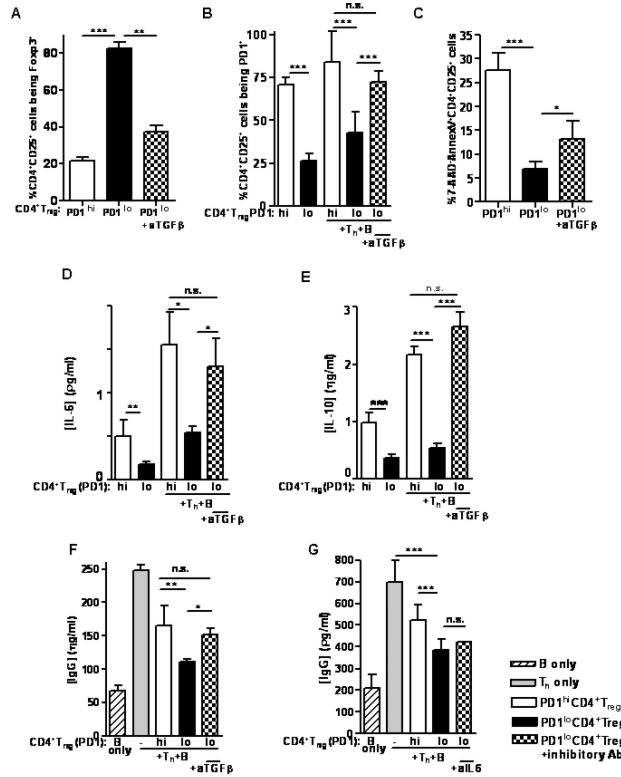 A
%CD4⁺CD25⁺ cells being Foxp3⁺
80
60
40
20
0
*** **
CD4⁺Treg: PD1hi PD1lo PD1lo
+aTGFβ
B
%CD4⁺CD25⁺ cells being PD1⁺
100
75
50
25
0
n.s.
***
*** ***
CD4⁺Treg PD1: hi lo hi lo lo
+Th+B
+aTGFβ
C
%7-AAD-AnnexV⁺CD4⁺CD25⁺ cells
40
30
20
10
0
***
*
PD1hi PD1lo PD1lo
+aTGFβ
D
[IL-6] (pg/ml)
1
0
n.s.
*
*
**
CD4⁺Treg(PD1): hi lo hi lo lo
+Th+B
+aTGFβ
E
[IL-10] (ηg/ml)
3
2
1
0
n.s.
***
***
***
CD4⁺Treg(PD1): hi lo hi lo lo
+Th+B
+aTGFβ
F
[IgG] (ηg/ml)
250
200
150
100
50
0
n.s.
**
*
CD4⁺Treg(PD1): B only - hi lo lo
+Th+B
+aTGFβ
G
[IgG] (pg/ml)
800
700
600
500
400
300
200
0
***
***
n.s.
CD4⁺Treg(PD1): B only - hi lo lo
+Th+B
+aIL6
B only
Th only
PD1hiCD4⁺Treg
PD1loCD4⁺Treg
PD1loCD4⁺Treg
+inhibitory Ab